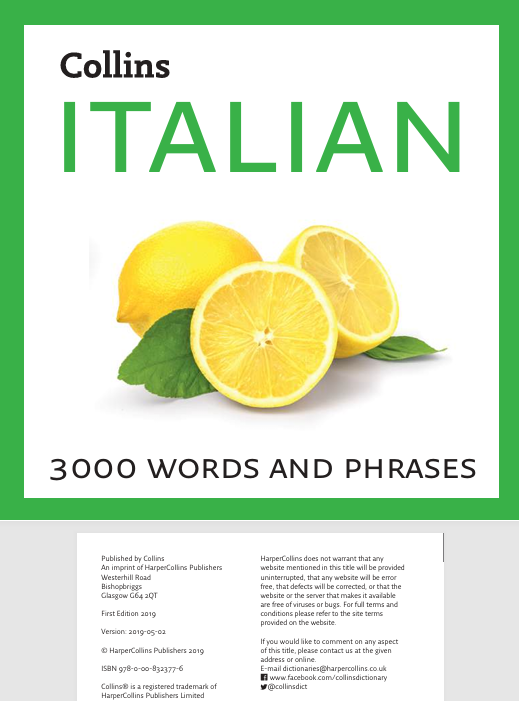 Collins
ITALIAN
3000 WORDS AND PHRASES
Published by Collins
An imprint of HarperCollins Publishers
Westerhill Road
Bishopbriggs
Glasgow G64 2QT
First Edition 2019
Version: 2019-05-02
© HarperCollins Publishers 2019
ISBN 978-0-00-832377-6
Collins® is a registered trademark of
HarperCollins Publishers Limited
HarperCollins does not warrant that any
website mentioned in this title will be provided
uninterrupted, that any website will be error
free, that defects will be corrected, or that the
website or the server that makes it available
are free of viruses or bugs. For full terms and
conditions please refer to the site terms
provided on the website.
If you would like to comment on any aspect
of this title, please contact us at the given
address or online.
E-mail dictionaries@harpercollins.co.uk
www.facebook.com/collinsdictionary
@collinsdict